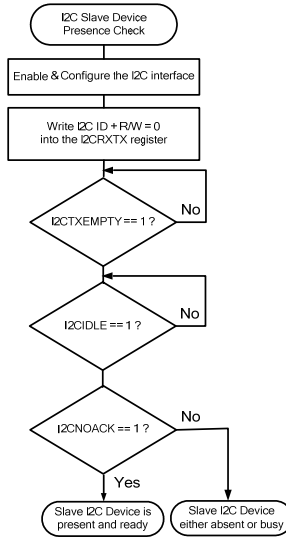 I2C Slave Device
Presence Check
Enable & Configure the I2C interface
Write I2C ID + R/W = 0
into the I2CRXTX register
I2CTXEMPTY == 1 ?
No
I2CIDLE == 1 ?
No
I2CNOACK == 1 ?
No
Yes
Slave I2C Device is
present and ready
Slave I2C Device
either absent or busy